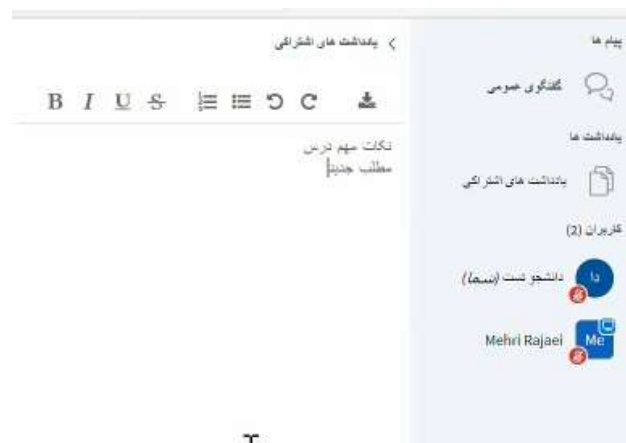 پیام ها
گفتگوی عمومی
یادداشت ها
یادداشت های اشتراکی
کاربران (2)
دا
دانشجو تست (شما)
Me
Mehri Rajaei
یادداشت های اشتراکی
B I U S
نکات مهم درس
مطلب جدید